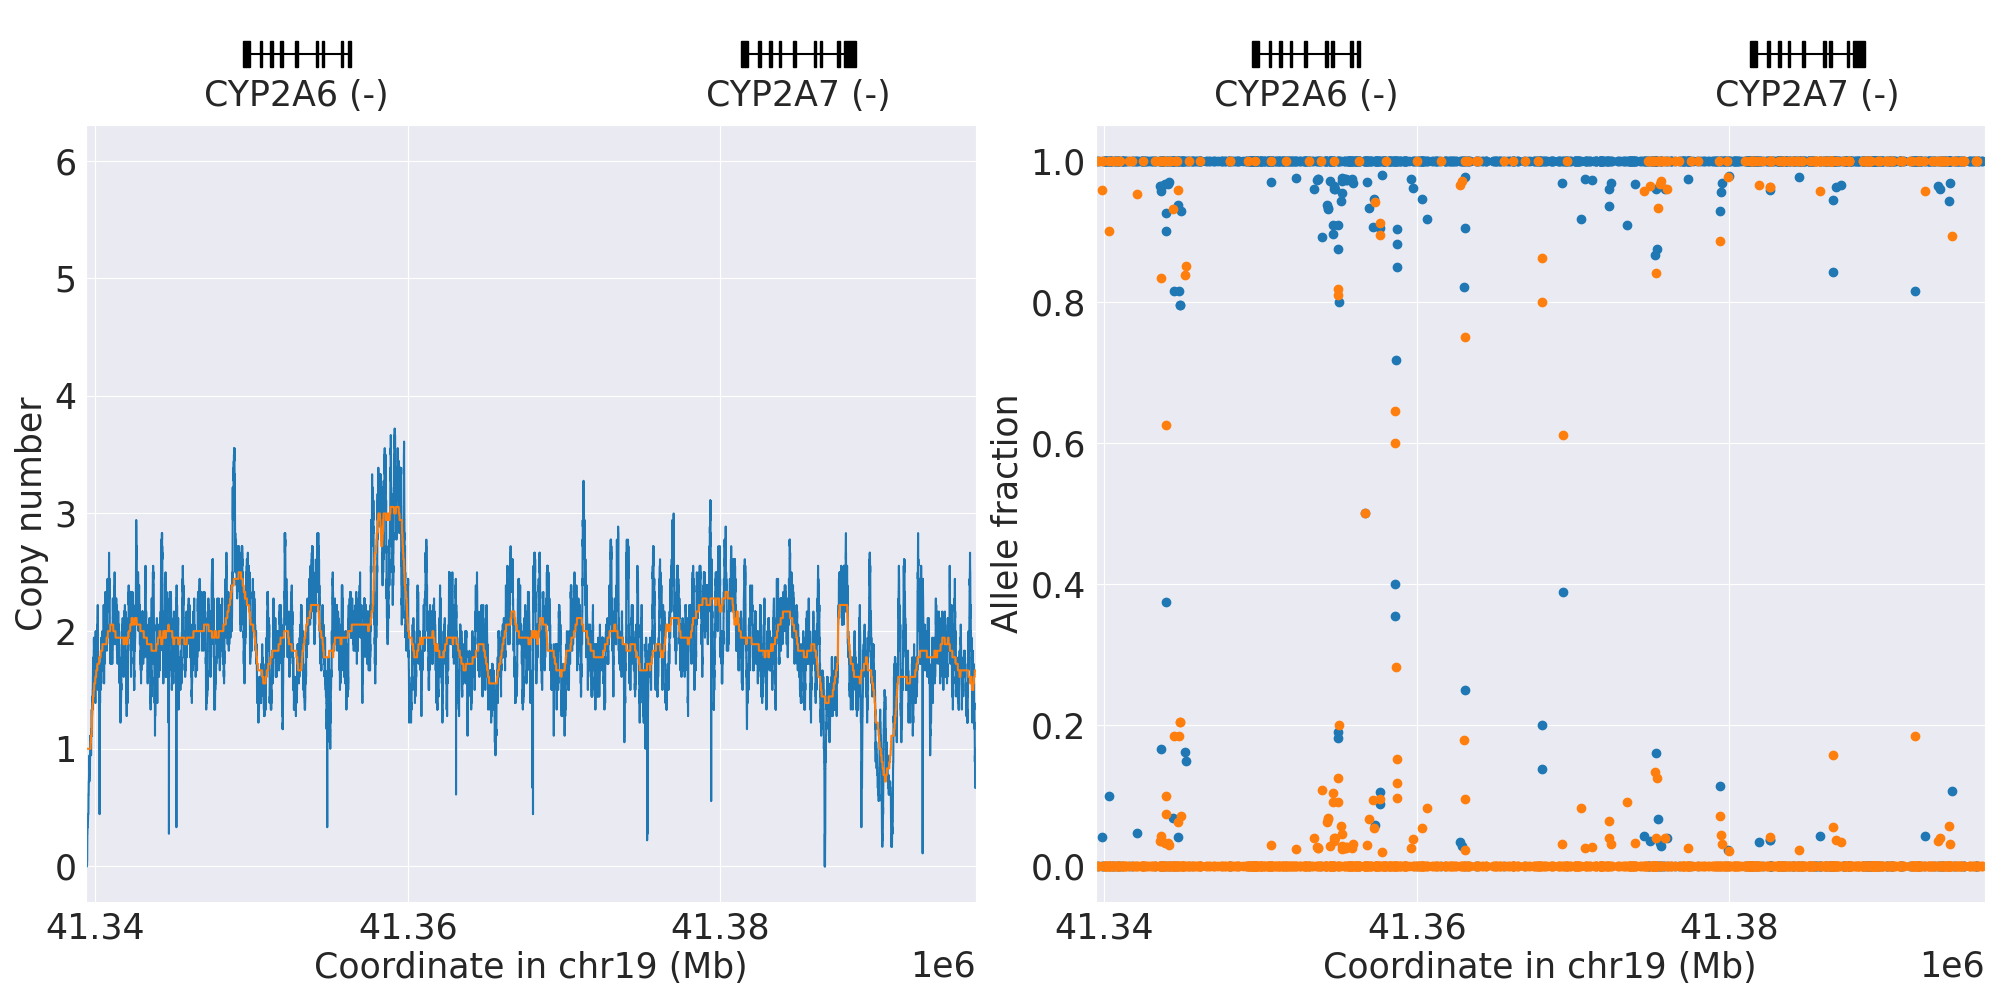 CYP2A6 (-)
CYP2A7 (-)
6
5
4
3
2
1
0
Copy number
41.34
41.36
41.38
Coordinate in chr19 (Mb)
1e6
CYP2A6 (-)
CYP2A7 (-)
1.0
0.8
0.6
0.4
0.2
0.0
Allele fraction
41.34
41.36
41.38
Coordinate in chr19 (Mb)
1e6